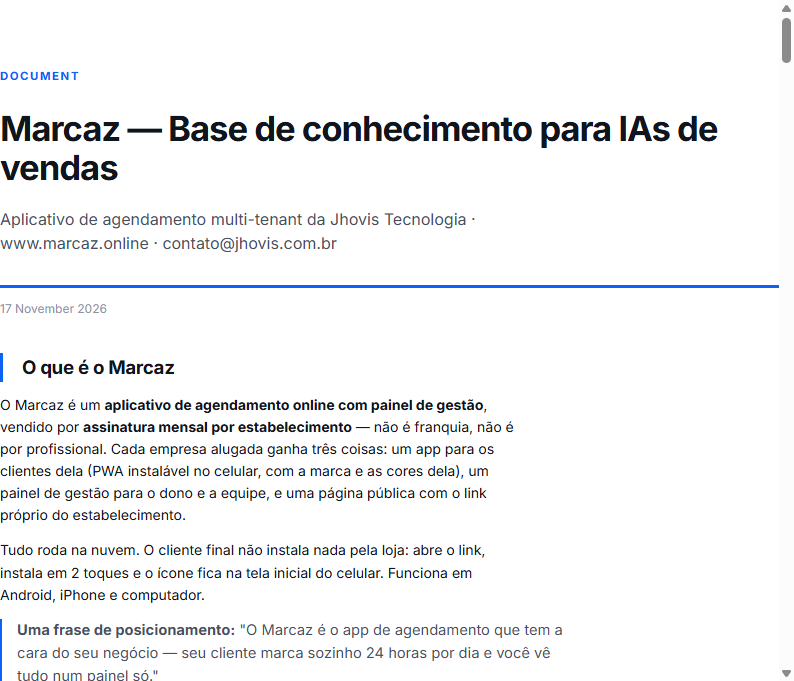 DOCUMENT
Marcaz — Base de conhecimento para IAs de
vendas
Aplicativo de agendamento multi-tenant da Jhovis Tecnologia ·
www.marcaz.online · contato@jhovis.com.br
17 November 2026
O que é o Marcaz
O Marcaz é um aplicativo de agendamento online com painel de gestão,
vendido por assinatura mensal por estabelecimento — não é franquia, não é
por profissional. Cada empresa alugada ganha três coisas: um app para os
clientes dela (PWA instalável no celular, com a marca e as cores dela), um
painel de gestão para o dono e a equipe, e uma página pública com o link
próprio do estabelecimento.
Tudo roda na nuvem. O cliente final não instala nada pela loja: abre o link,
instala em 2 toques e o ícone fica na tela inicial do celular. Funciona em
Android, iPhone e computador.
Uma frase de posicionamento: "O Marcaz é o app de agendamento que tem a
cara do seu negócio — seu cliente marca sozinho 24 horas por dia e você vê
tudo num painel só."